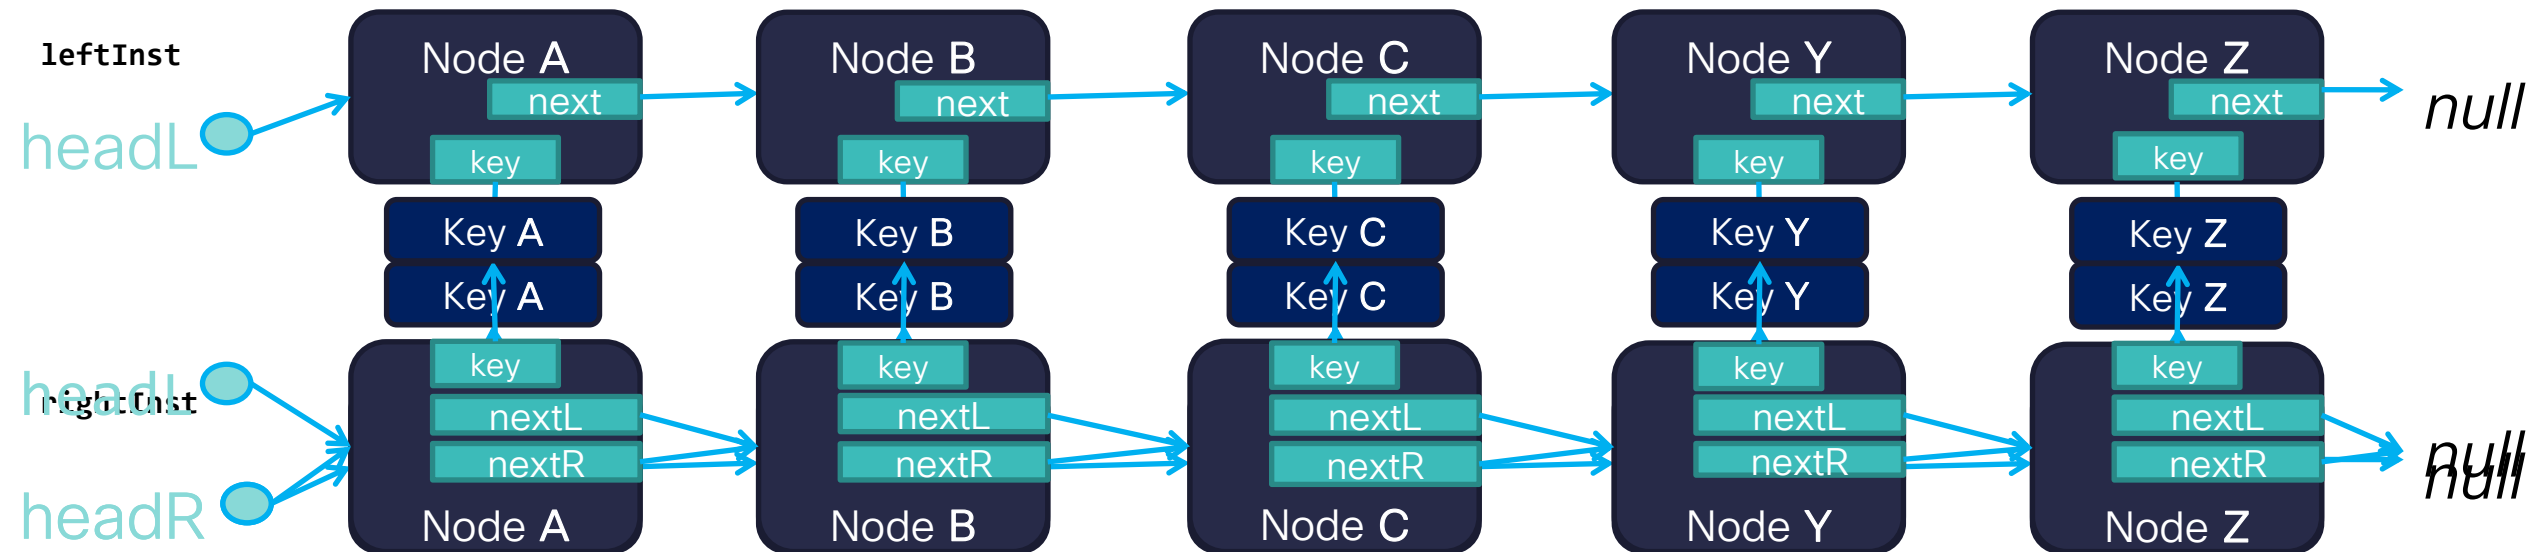 leftInst
Node A
Node B
Node C
Node Y
Node Z
next
next
next
next
next
null
headL
key
key
key
key
key
Key A
Key B
Key C
Key Y
Key Z
Key A
Key B
Key C
Key Y
Key Z
key
key
key
key
key
headL
rightInst
nextL
nextL
nextL
nextL
nextL
nextR
nextR
nextR
nextR
nextR
null
null
headR
Node A
Node B
Node C
Node Y
Node Z